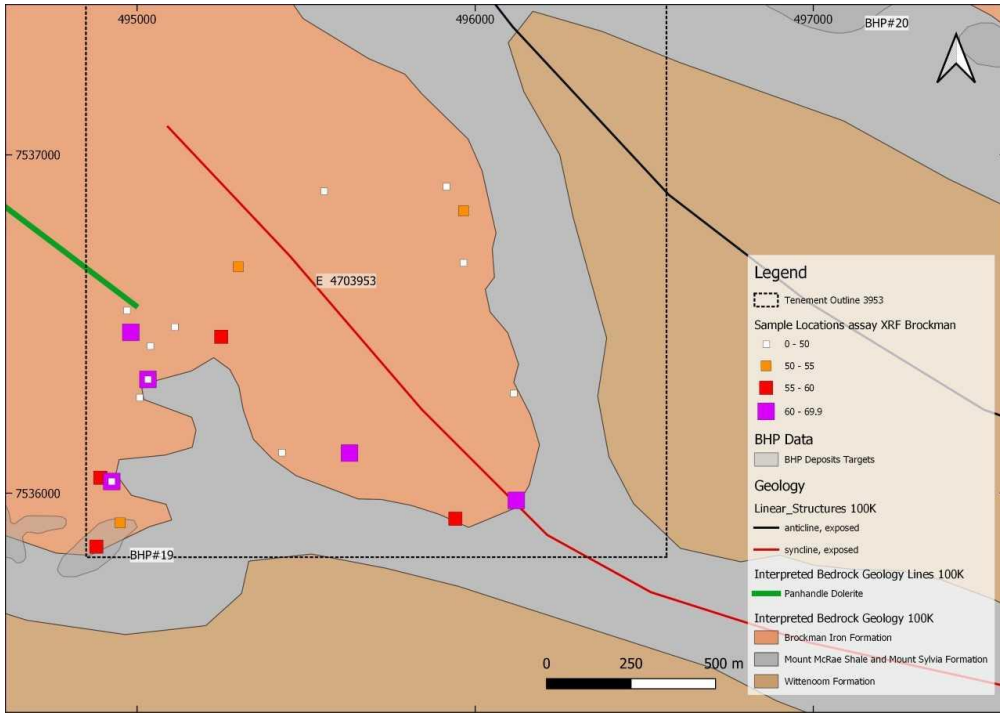 495000
496000
497000
BHP#20
7537000
E 4703953
7536000
BHP#19
0 250 500 m
Legend
Tenement Outline 3953
Sample Locations assay XRF Brockman
0 - 50
50 - 55
55 - 60
60 - 69.9
BHP Data
BHP Deposits Targets
Geology
Linear_Structures 100K
anticline, exposed
syncline, exposed
Interpreted Bedrock Geology Lines 100K
Panhandle Dolerite
Interpreted Bedrock Geology 100K
Brockman Iron Formation
Mount McRae Shale and Mount Sylvia Formation
Wittenoom Formation